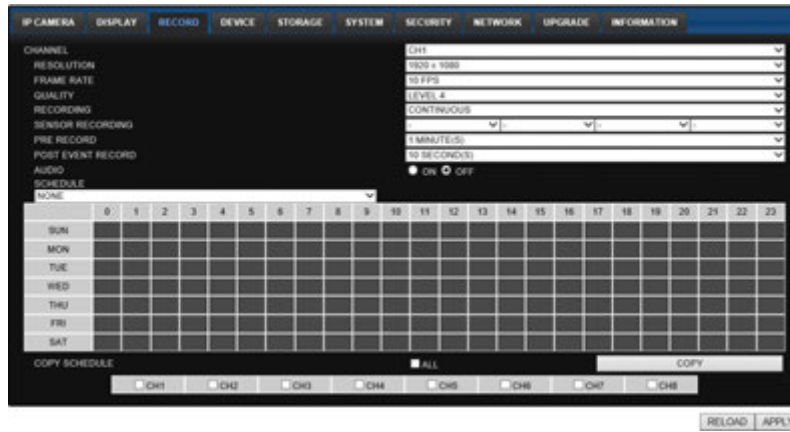 IP CAMERA DISPLAY RECORD DEVICE STORAGE SYSTEM SECURITY NETWORK UPGRADE INFORMATION
CHANNEL CH1
RESOLUTION 1920 x 1080
FRAME RATE 10 FPS
QUALITY LEVEL 4
RECORDING CONTINUOUS
SENSOR RECORDING - - - -
PRE RECORD 1 MINUTE(S)
POST EVENT RECORD 10 SECOND(S)
AUDIO ON OFF
SCHEDULE
NONE
0 1 2 3 4 5 6 7 8 9 10 11 12 13 14 15 16 17 18 19 20 21 22 23
SUN
MON
TUE
WED
THU
FRI
SAT
COPY SCHEDULE ALL COPY
CH1 CH2 CH3 CH4 CH5 CH6 CH7 CH8
RELOAD APPLY